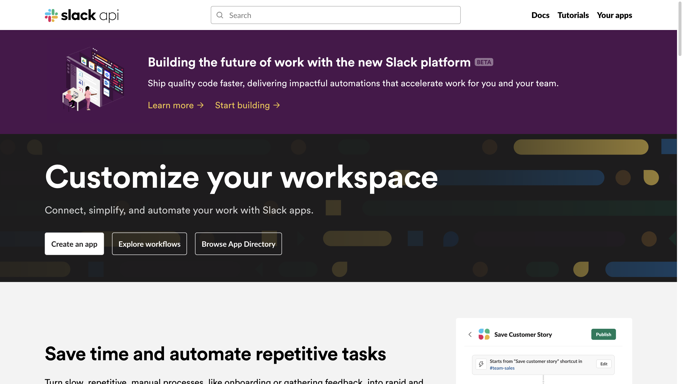 slack api
Search
Docs Tutorials Your apps
Building the future of work with the new Slack platform BETA
Ship quality code faster, delivering impactful automations that accelerate work for you and your team.
Learn more → Start building →
Customize your workspace
Connect, simplify, and automate your work with Slack apps.
Create an app Explore workflows Browse App Directory
Save Customer Story Publish
Starts from "Save customer story" shortcut in
#team-sales
Edit
Save time and automate repetitive tasks
Turn slow, repetitive, manual processes, like onboarding or gathering feedback, into rapid and